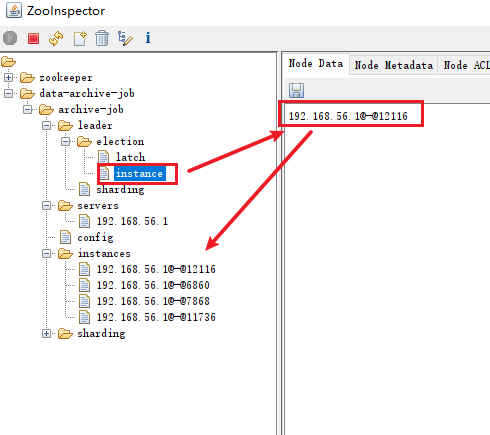 ZooInspector
zookeeper
data-archive-job
archive-job
leader
election
latch
instance
sharding
servers
192.168.56.1
config
instances
192.168.56.1@-@12116
192.168.56.1@-@6860
192.168.56.1@-@7868
192.168.56.1@-@11736
sharding
Node Data Node Metadata Node ACL
192.168.56.1@-@12116